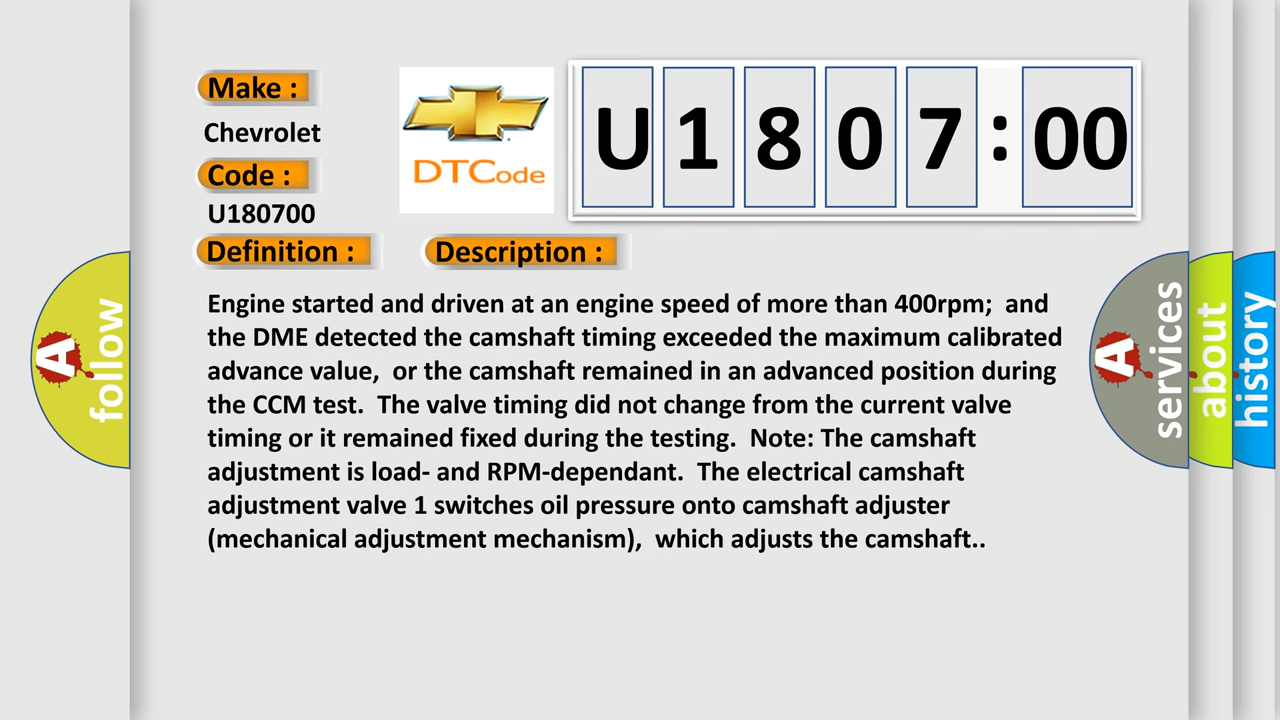 Make :
Chevrolet
Code :
U180700
DTCode
U1807:00
Definition :
Description :
Engine started and driven at an engine speed of more than 400rpm;  and
the DME detected the camshaft timing exceeded the maximum calibrated
advance value,  or the camshaft remained in an advanced position during
the CCM test.  The valve timing did not change from the current valve
timing or it remained fixed during the testing.  Note: The camshaft
adjustment is load- and RPM-dependant.  The electrical camshaft
adjustment valve 1 switches oil pressure onto camshaft adjuster
(mechanical adjustment mechanism),  which adjusts the camshaft..
A follow
A services
about
history